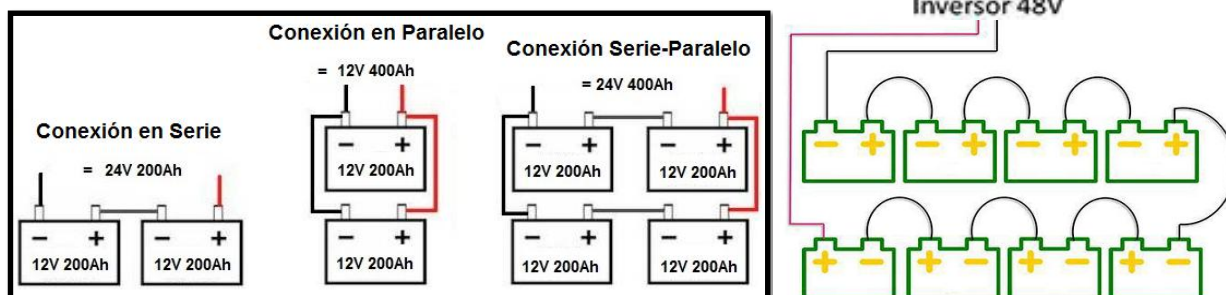 Conexión en Serie
= 24V 200Ah
− +
12V 200Ah
− +
12V 200Ah
Conexión en Paralelo
= 12V 400Ah
− +
12V 200Ah
− +
12V 200Ah
Conexión Serie-Paralelo
= 24V 400Ah
− +
12V 200Ah
− +
12V 200Ah
− +
12V 200Ah
− +
12V 200Ah
Inversor 48V
− + − + − + − +
+ − + − + − + −